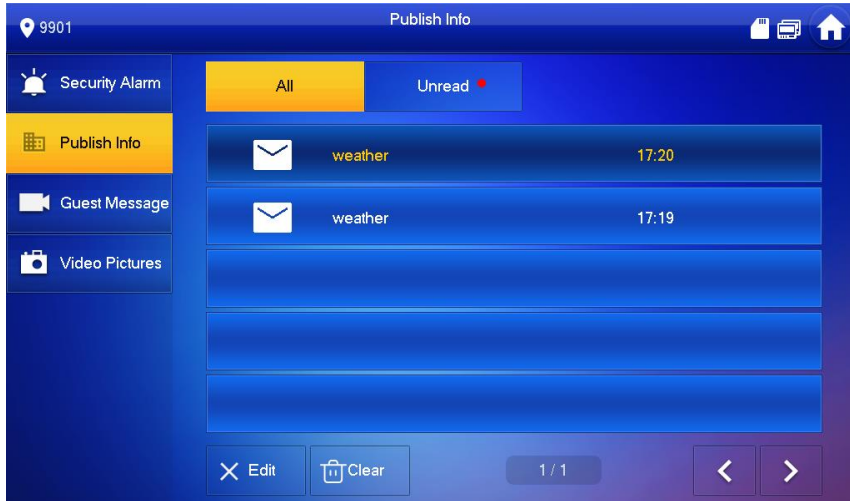 9901
Publish Info
Security Alarm
All
Unread
Publish Info
weather 17:20
Guest Message
weather 17:19
Video Pictures
Edit
Clear
1 / 1